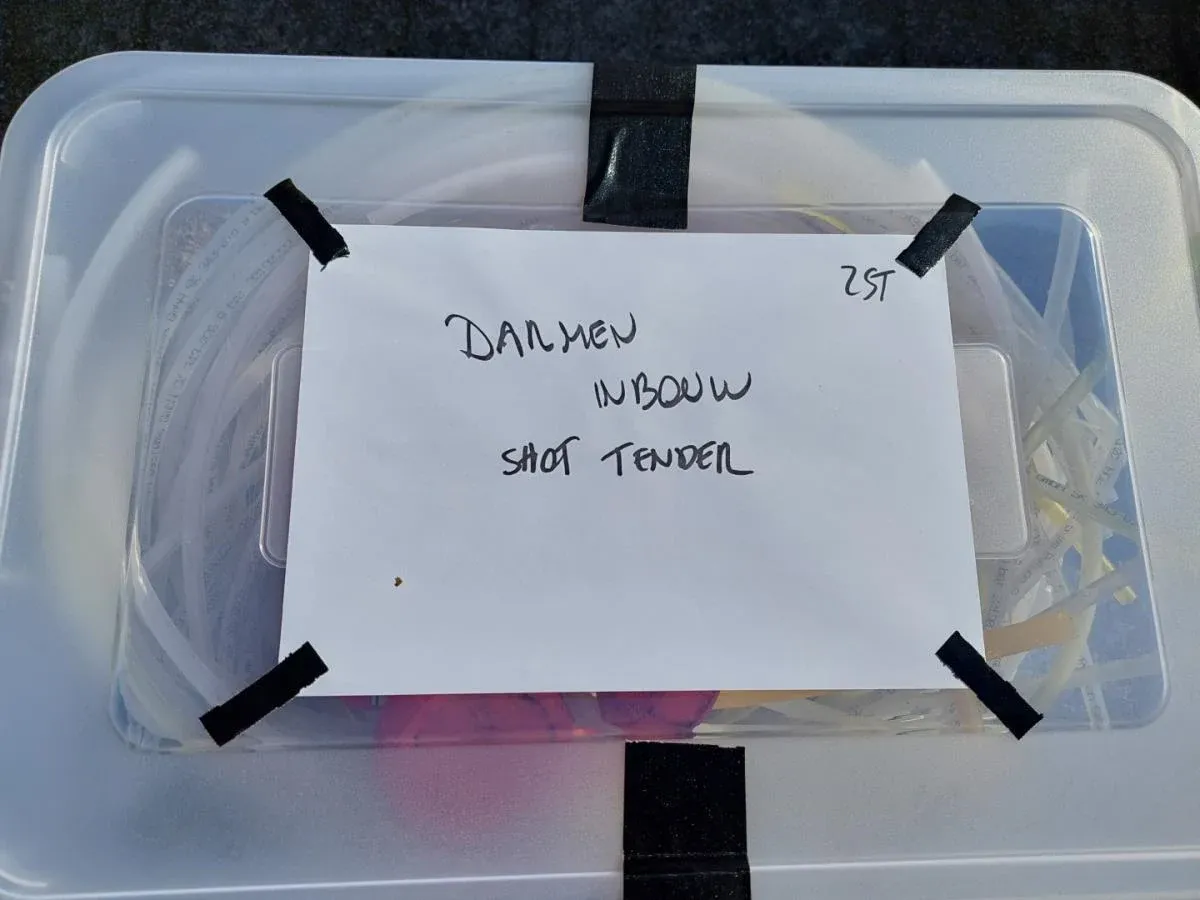 2ST
DARMEN
INBOUW
SHOT TENDER